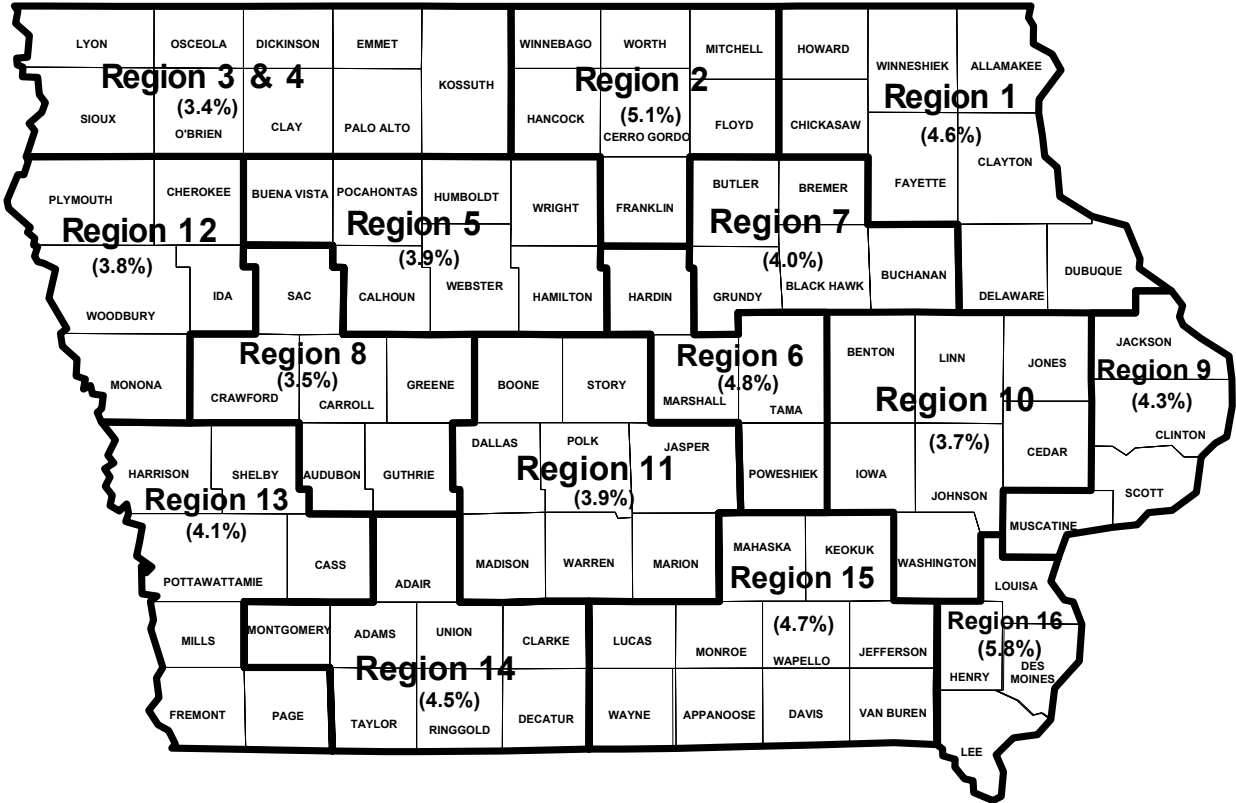 LYON
OSCEOLA
DICKINSON
EMMET
KOSSUTH
WINNEBAGO
WORTH
MITCHELL
HOWARD
WINNESHIEK
ALLAMAKEE
Region 3 & 4
(3.4%)
SIOUX
O'BRIEN
CLAY
PALO ALTO
Region 2
(5.1%)
HANCOCK
CERRO GORDO
FLOYD
CHICKASAW
Region 1
(4.6%)
FAYETTE
CLAYTON
PLYMOUTH
CHEROKEE
BUENA VISTA
POCAHONTAS
HUMBOLDT
WRIGHT
FRANKLIN
BUTLER
BREMER
Region 12
(3.8%)
Region 5
(3.9%)
Region 7
(4.0%)
WOODBURY
IDA
SAC
CALHOUN
WEBSTER
HAMILTON
HARDIN
GRUNDY
BLACK HAWK
BUCHANAN
DELAWARE
DUBUQUE
MONONA
Region 8
(3.5%)
CRAWFORD
CARROLL
GREENE
BOONE
STORY
Region 6
(4.8%)
MARSHALL
TAMA
BENTON
LINN
JONES
JACKSON
Region 9
(4.3%)
CLINTON
Region 10
(3.7%)
HARRISON
SHELBY
AUDUBON
GUTHRIE
DALLAS
POLK
JASPER
POWESHIEK
IOWA
JOHNSON
CEDAR
SCOTT
MUSCATINE
Region 13
(4.1%)
Region 11
(3.9%)
POTTAWATTAMIE
CASS
ADAIR
MADISON
WARREN
MARION
MAHASKA
KEOKUK
WASHINGTON
LOUISA
Region 15
(4.7%)
MILLS
MONTGOMERY
ADAMS
UNION
CLARKE
LUCAS
MONROE
WAPELLO
JEFFERSON
Region 16
(5.8%)
HENRY
DES
MOINES
Region 14
(4.5%)
FREMONT
PAGE
TAYLOR
RINGGOLD
DECATUR
WAYNE
APPANOOSE
DAVIS
VAN BUREN
LEE